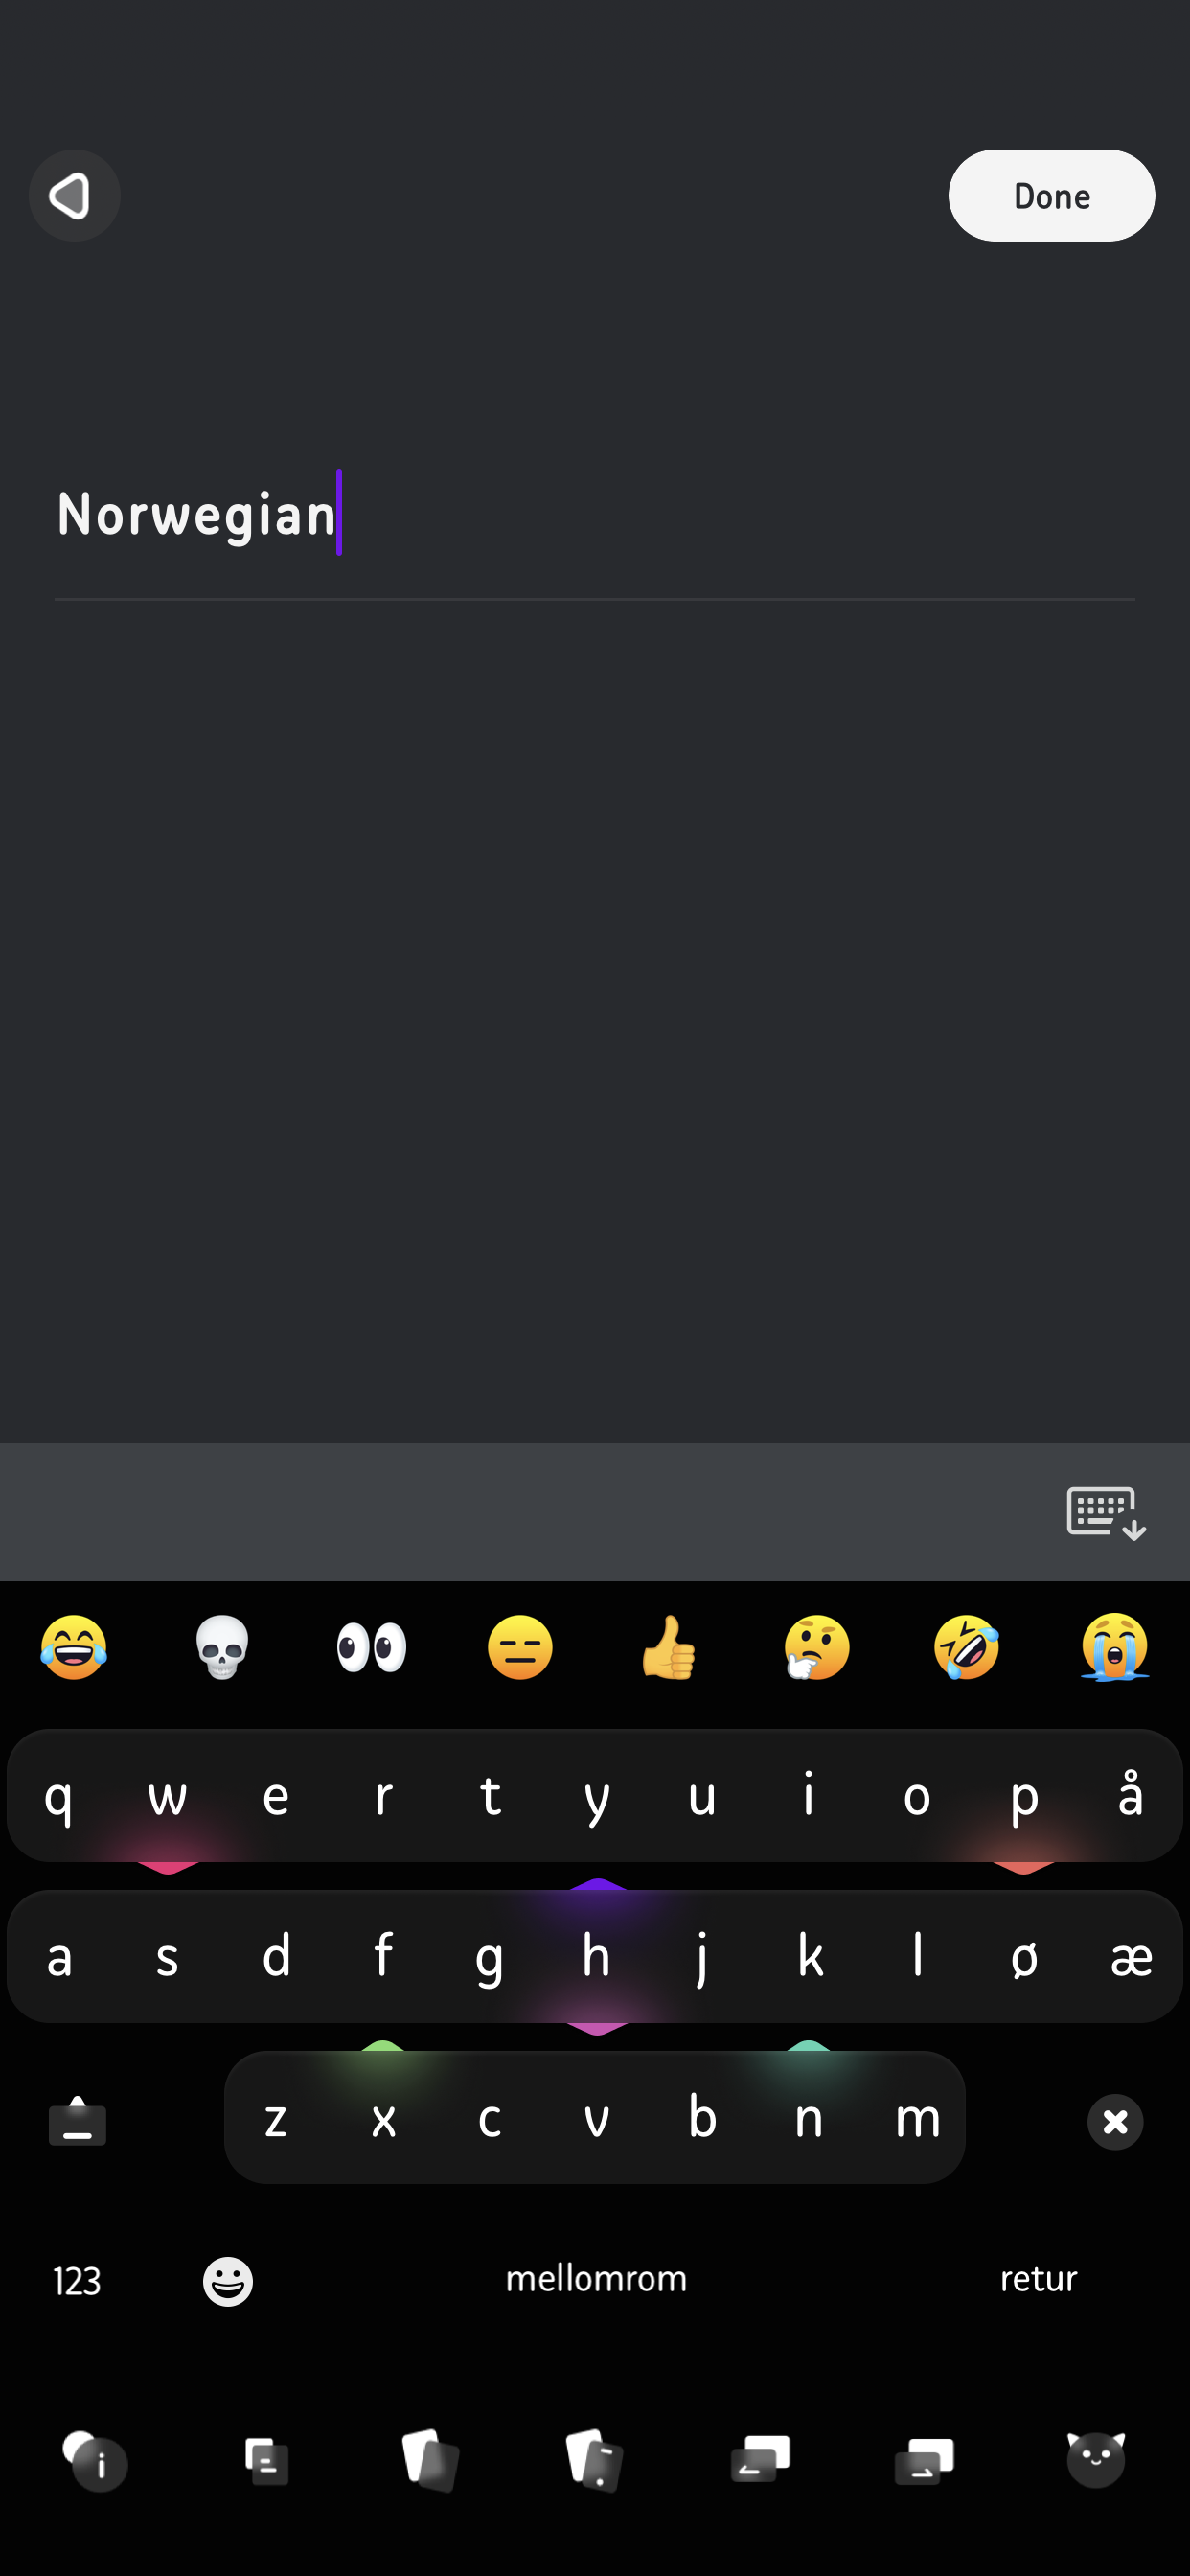 Done
Norwegian
😂 💀 👀 😑 👍 🤔 🤣 😭
q w e r t y u i o p å
a s d f g h j k l ø æ
z x c v b n m
123 mellomrom retur